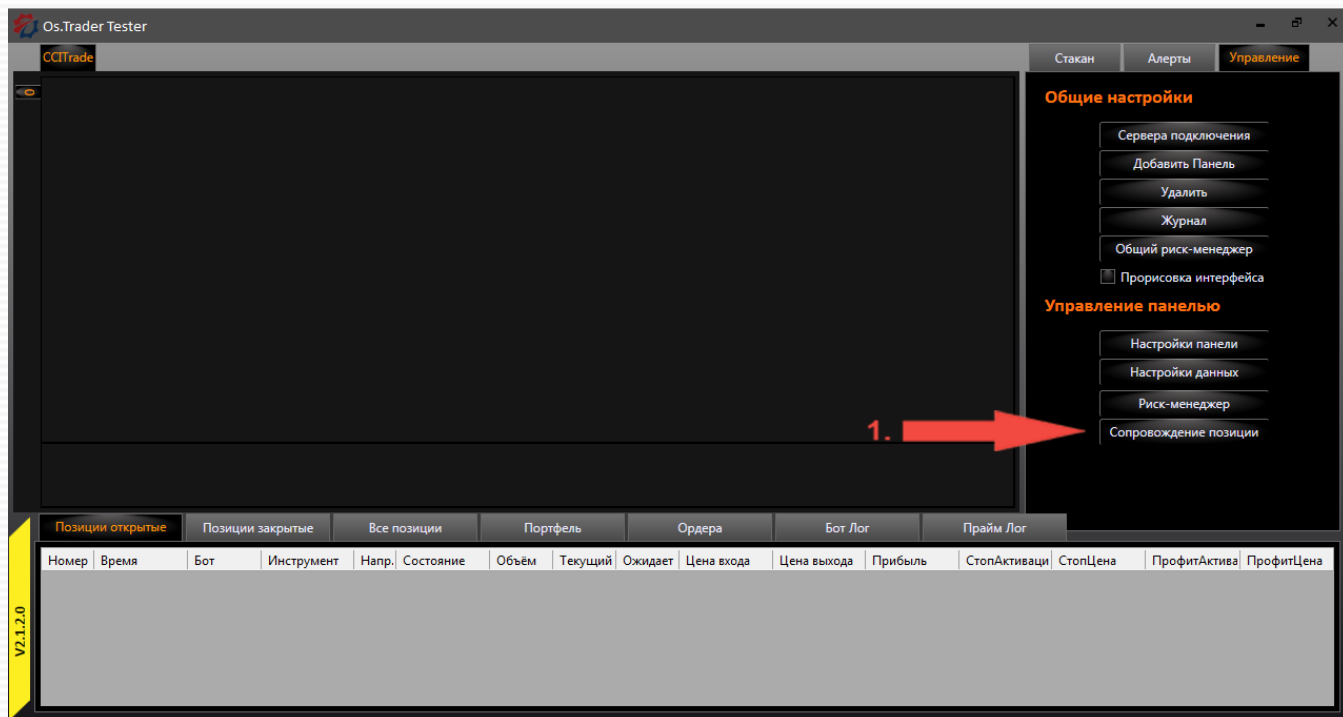 Os.Trader Tester
CCITrade
Стакан Алерты Управление
0
Общие настройки
Сервера подключения
Добавить Панель
Удалить
Журнал
Общий риск-менеджер
Прорисовка интерфейса
Управление панелью
Настройки панели
Настройки данных
Риск-менеджер
1.
Сопровождение позиции
Позиции открытые Позиции закрытые Все позиции Портфель Ордера Бот Лог Прайм Лог
Номер Время Бот Инструмент Напр. Состояние Объём Текущий Ожидает Цена входа Цена выхода Прибыль СтопАктиваци СтопЦена ПрофитАктива ПрофитЦена
V2.1.2.0